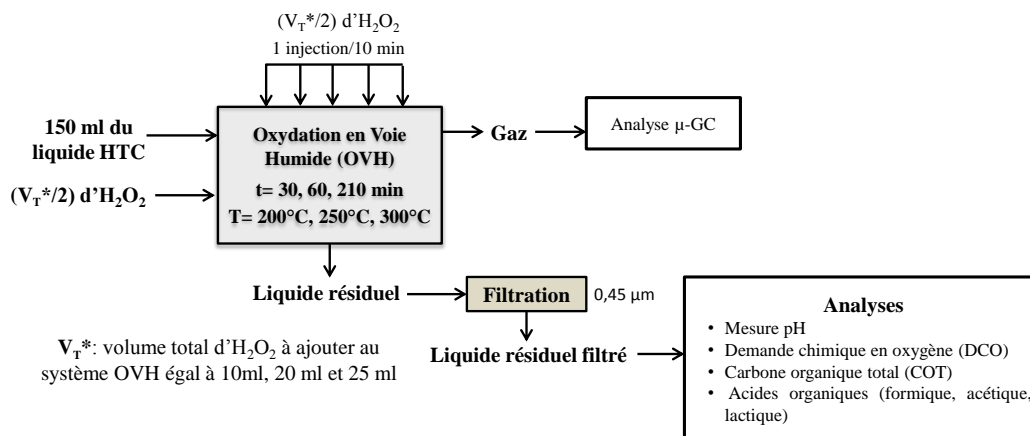 (V_T*/2) d'H₂O₂
1 injection/10 min
150 ml du
liquide HTC
(V_T*/2) d'H₂O₂
Oxydation en Voie
Humide (OVH)
t= 30, 60, 210 min
T= 200°C, 250°C, 300°C
Gaz
Analyse µ-GC
Liquide résiduel
Filtration
0,45 µm
Liquide résiduel filtré
Analyses
• Mesure pH
• Demande chimique en oxygène (DCO)
• Carbone organique total (COT)
• Acides organiques (formique, acétique,
lactique)
V_T*: volume total d'H₂O₂ à ajouter au
système OVH égal à 10ml, 20 ml et 25 ml